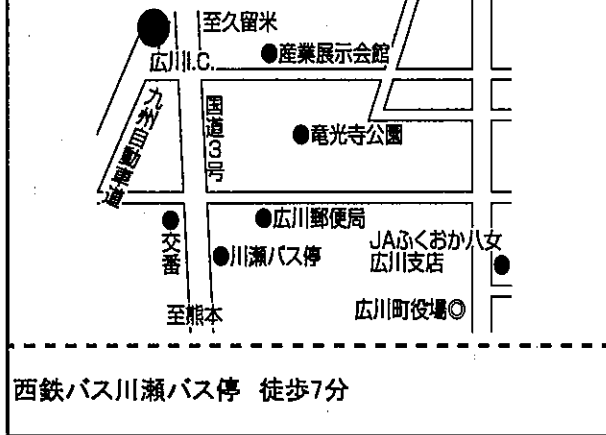 至久留米
広川I.C.
●産業展示会館
九州自動車道
国道3号
●竜光寺公園
交番
●広川郵便局
●川瀬バス停
JAふくおか八女
広川支店
至熊本
広川町役場◎
西鉄バス川瀬バス停 徒歩7分